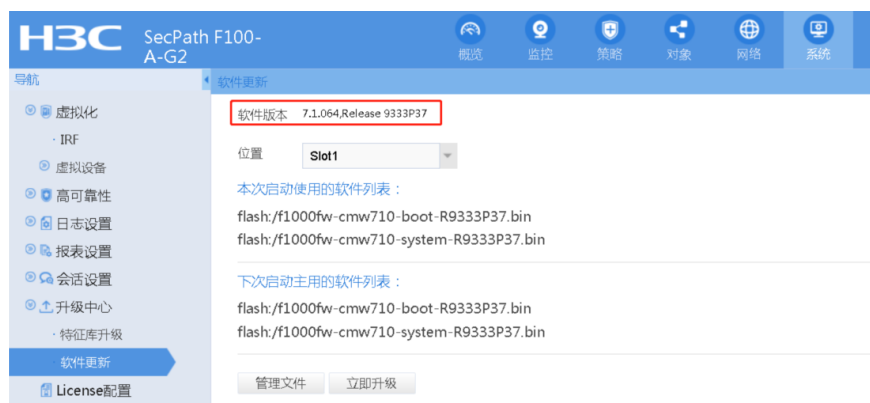 H3C SecPath F100-A-G2
概览 监控 策略 对象 网络 系统
导航
软件更新
虚拟化
· IRF
虚拟设备
高可靠性
日志设置
报表设置
会话设置
升级中心
· 特征库升级
· 软件更新
License配置
软件版本 7.1.064,Release 9333P37
位置 Slot1
本次启动使用的软件列表：
flash:/f1000fw-cmw710-boot-R9333P37.bin
flash:/f1000fw-cmw710-system-R9333P37.bin
下次启动主用的软件列表：
flash:/f1000fw-cmw710-boot-R9333P37.bin
flash:/f1000fw-cmw710-system-R9333P37.bin
管理文件 立即升级